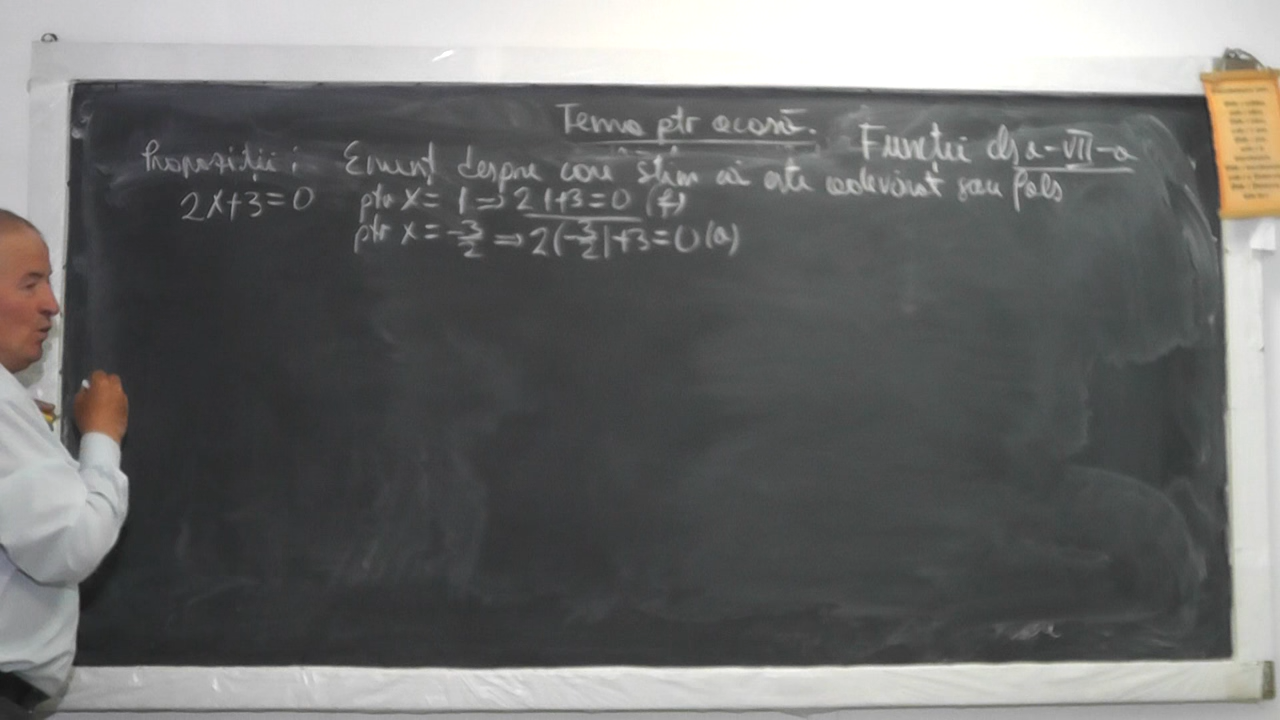 Tema ptr acasă. Funcții cls a-VII-a
Propoziții: Enunț despre care știm că este adevărat sau fals
2x+3=0 ptr x=1⇒2·1+3=0 (f)
ptr x=-3/2⇒2(-3/2)+3=0(a)